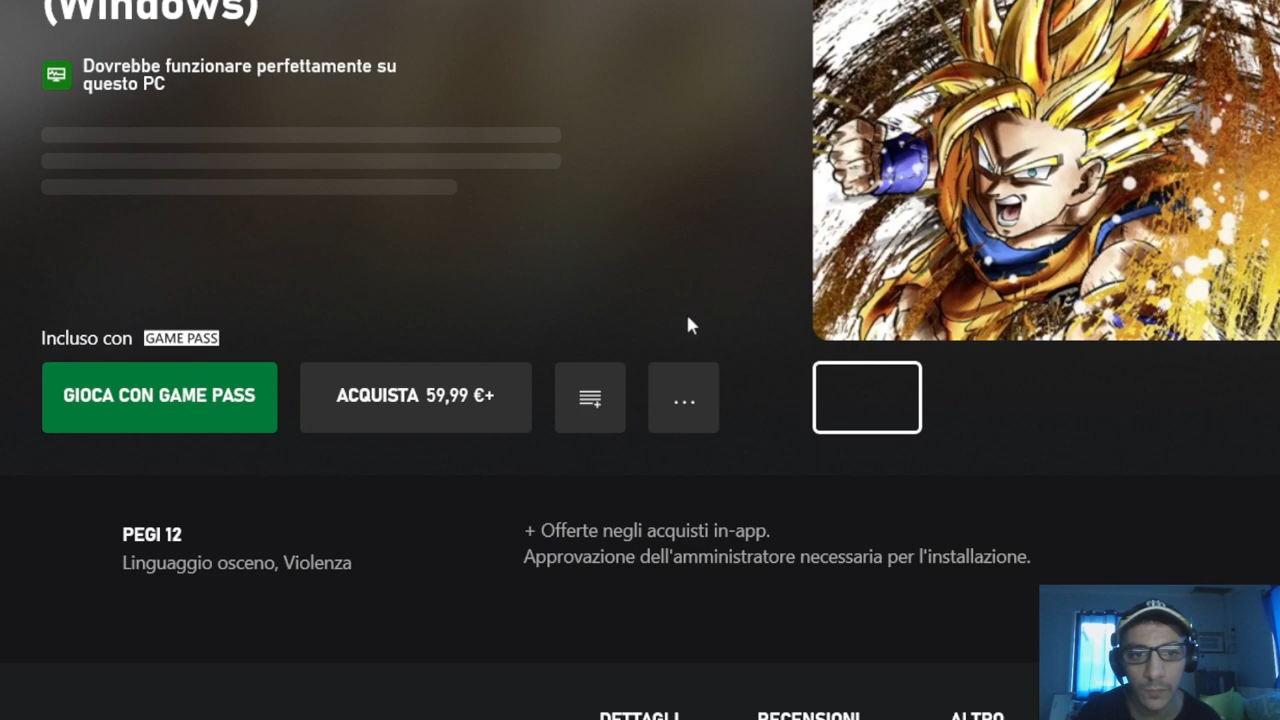 (Windows)
Dovrebbe funzionare perfettamente su
questo PC
Incluso con GAME PASS
GIOCA CON GAME PASS
ACQUISTA 59,99 €+
...
PEGI 12
Linguaggio osceno, Violenza
+ Offerte negli acquisti in-app.
Approvazione dell'amministratore necessaria per l'installazione.
DETTAGLI
RECENSIONI
ALTRO